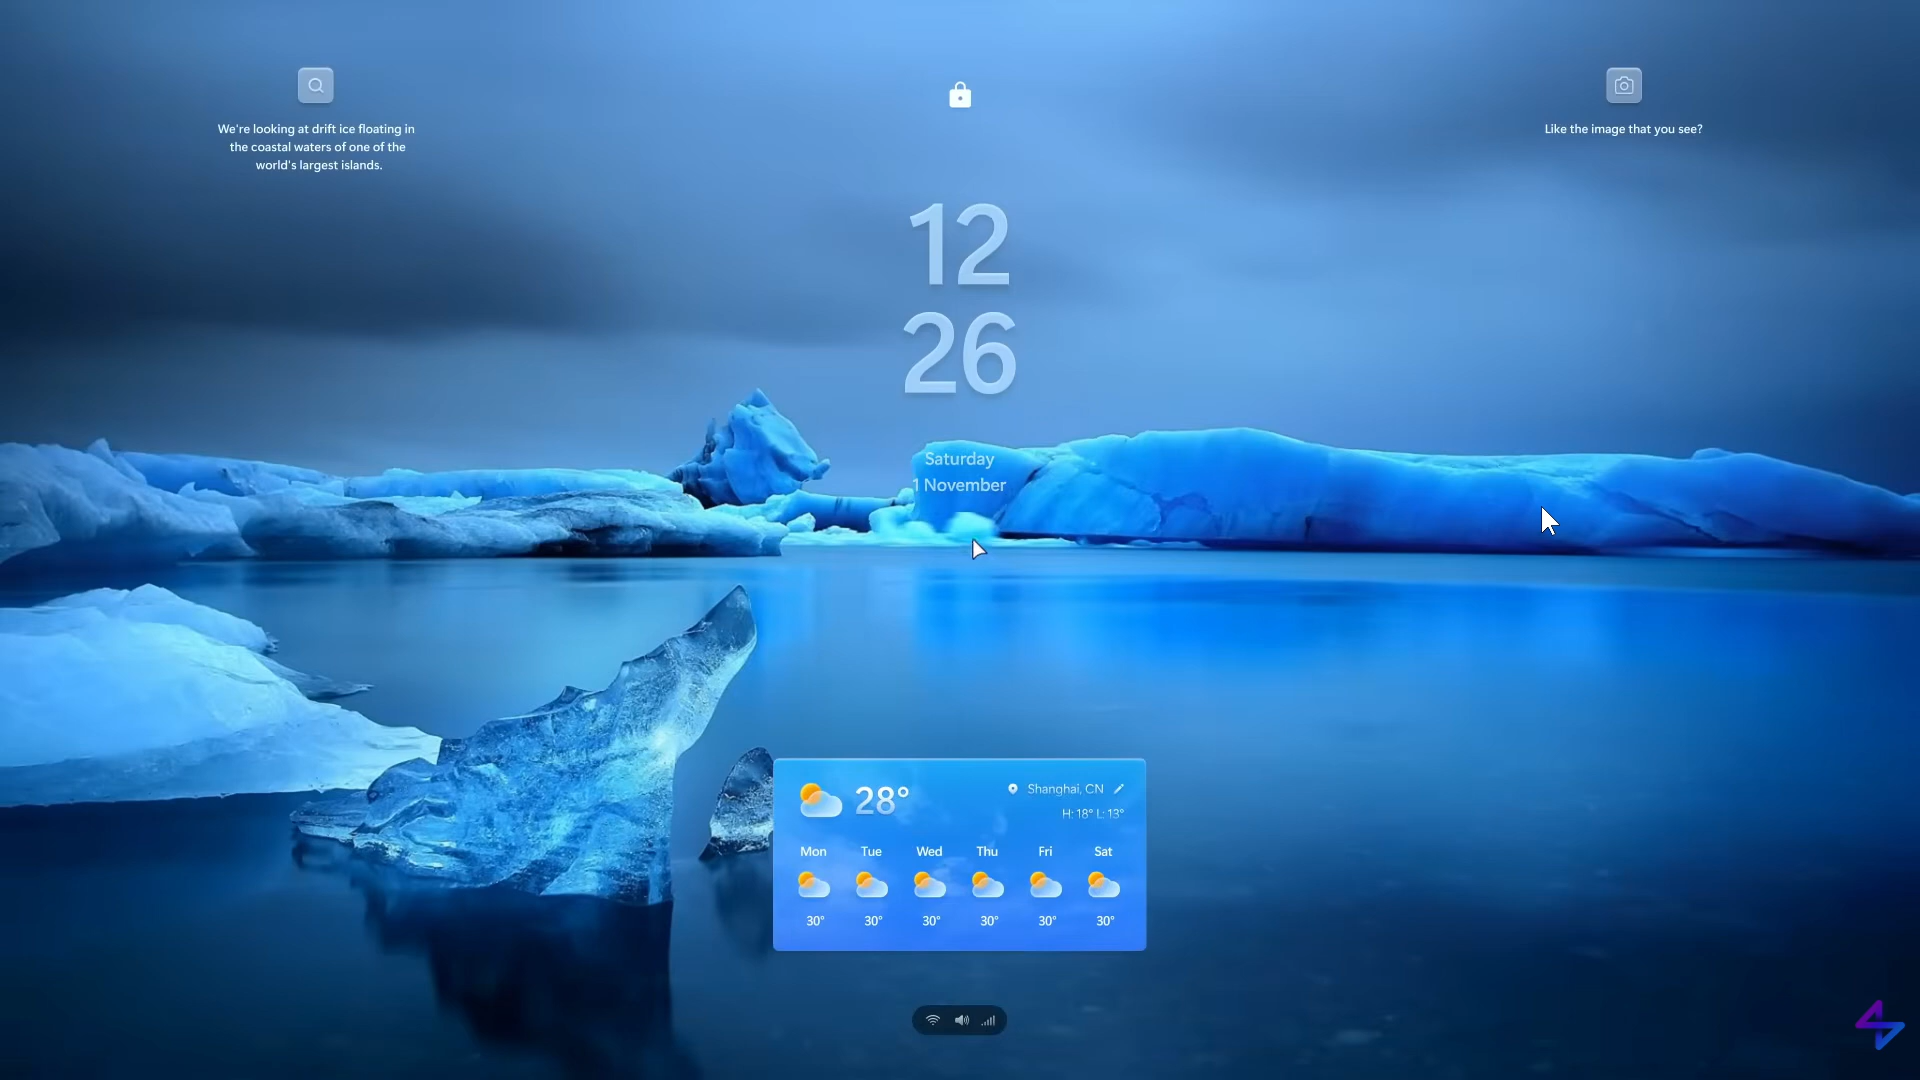 We're looking at drift ice floating in
the coastal waters of one of the
world's largest islands.
Like the image that you see?
12
26
Saturday
1 November
28°
Shanghai, CN
H: 18° L: 13°
Mon Tue Wed Thu Fri Sat
30° 30° 30° 30° 30° 30°